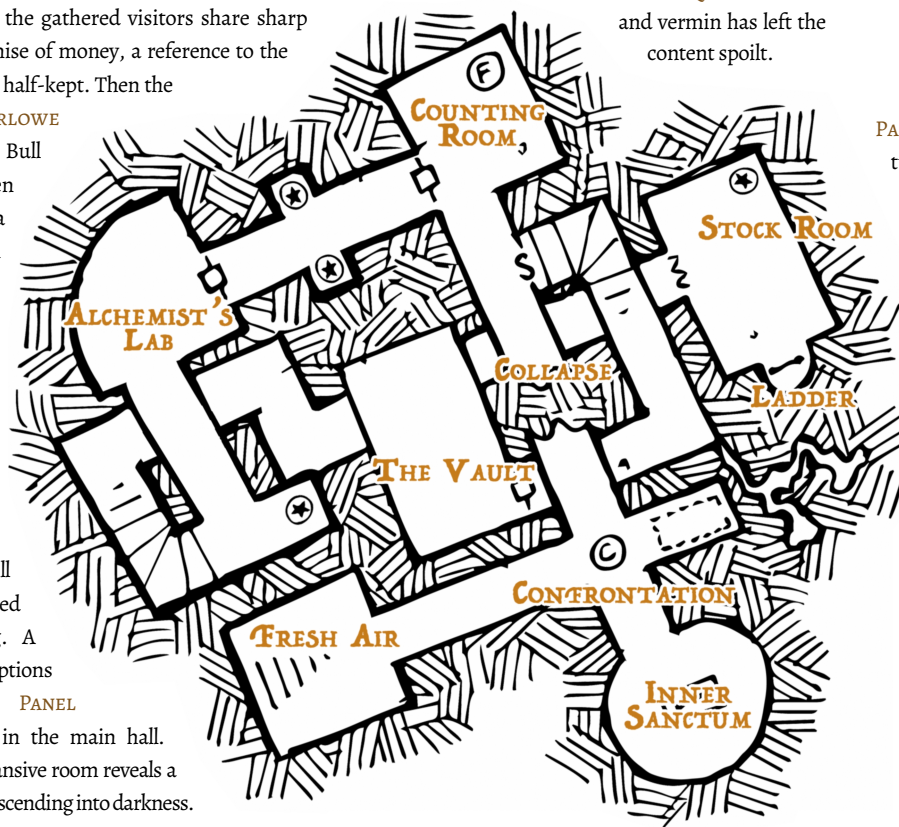 the gathered visitors share sharp
mise of money, a reference to the
half-kept. Then the
RLOWE
Bull
en
a
and vermin has left the
content spoilt.
PA
F
COUNTING
ROOM
STOCK ROOM
S
ALCHEMIST'S
LAB
COLLAPSE
LADDER
THE VAULT
C
CONFRONTATION
FRESH AIR
INNER
SANCTUM
ll
ed
. A
ptions
PANEL
in the main hall.
ansive room reveals a
scending into darkness.